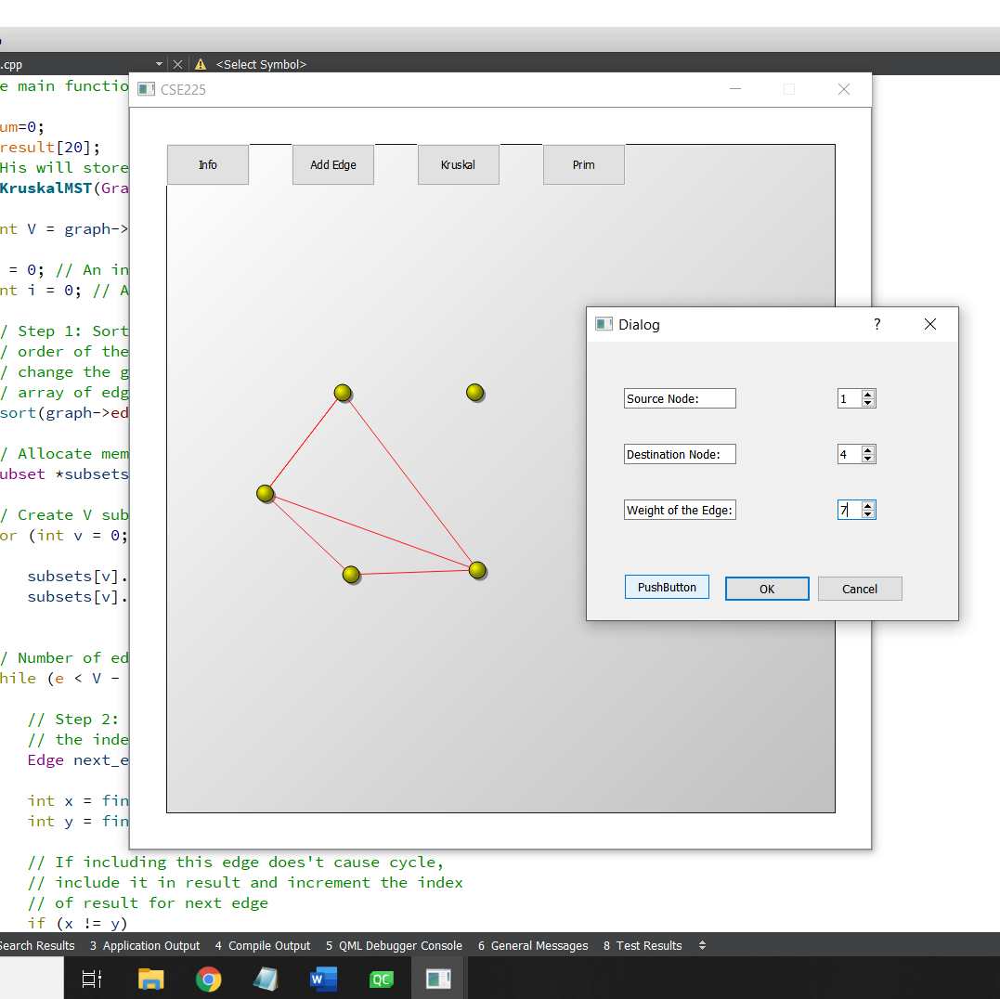 .cpp
<Select Symbol>
e main functio
CSE225
um=0;
result[20];
Info
Add Edge
Kruskal
Prim
His will store
KruskalMST(Gra
nt V = graph->
= 0; // An in
nt i = 0; // A
/ Step 1: Sort
/ order of the
/ change the g
/ array of edg
sort(graph->ed
/ Allocate mem
ubset *subsets
/ Create V sub
or (int v = 0;
subsets[v].
subsets[v].
/ Number of ed
hile (e < V -
// Step 2:
// the inde
Edge next_e
int x = fin
int y = fin
// If including this edge does't cause cycle,
// include it in result and increment the index
// of result for next edge
if (x != y)
Dialog
?
Source Node:
1
Destination Node:
4
Weight of the Edge:
7
PushButton
OK
Cancel
Search Results
3 Application Output
4 Compile Output
5 QML Debugger Console
6 General Messages
8 Test Results
W
QC